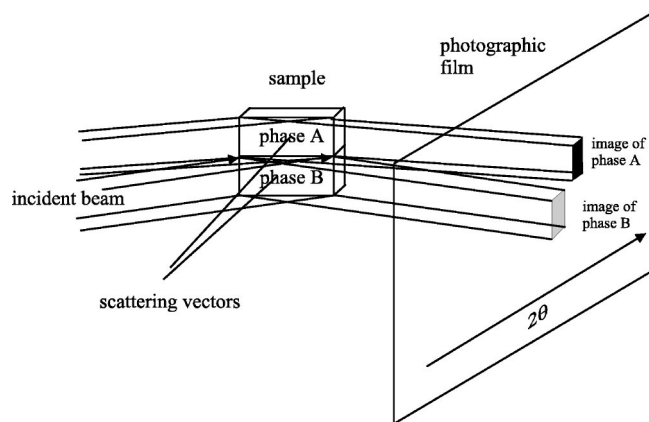 photographic
film
sample
phase A
phase B
image of
phase A
image of
phase B
incident beam
scattering vectors
2θ